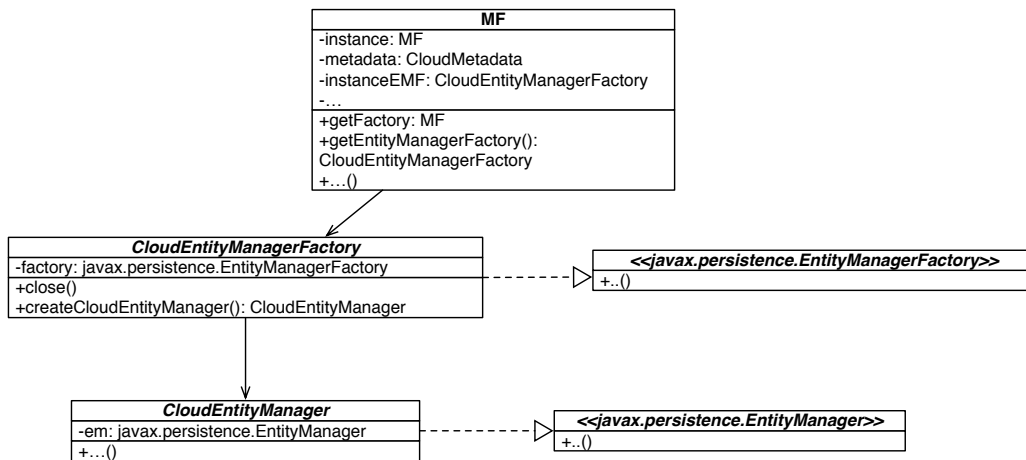 MF
-instance: MF
-metadata: CloudMetadata
-instanceEMF: CloudEntityManagerFactory
-...
+getFactory: MF
+getEntityManagerFactory():
CloudEntityManagerFactory
+...()
CloudEntityManagerFactory
-factory: javax.persistence.EntityManagerFactory
+close()
+createCloudEntityManager(): CloudEntityManager
<<javax.persistence.EntityManagerFactory>>
+..()
CloudEntityManager
-em: javax.persistence.EntityManager
+...()
<<javax.persistence.EntityManager>>
+..()